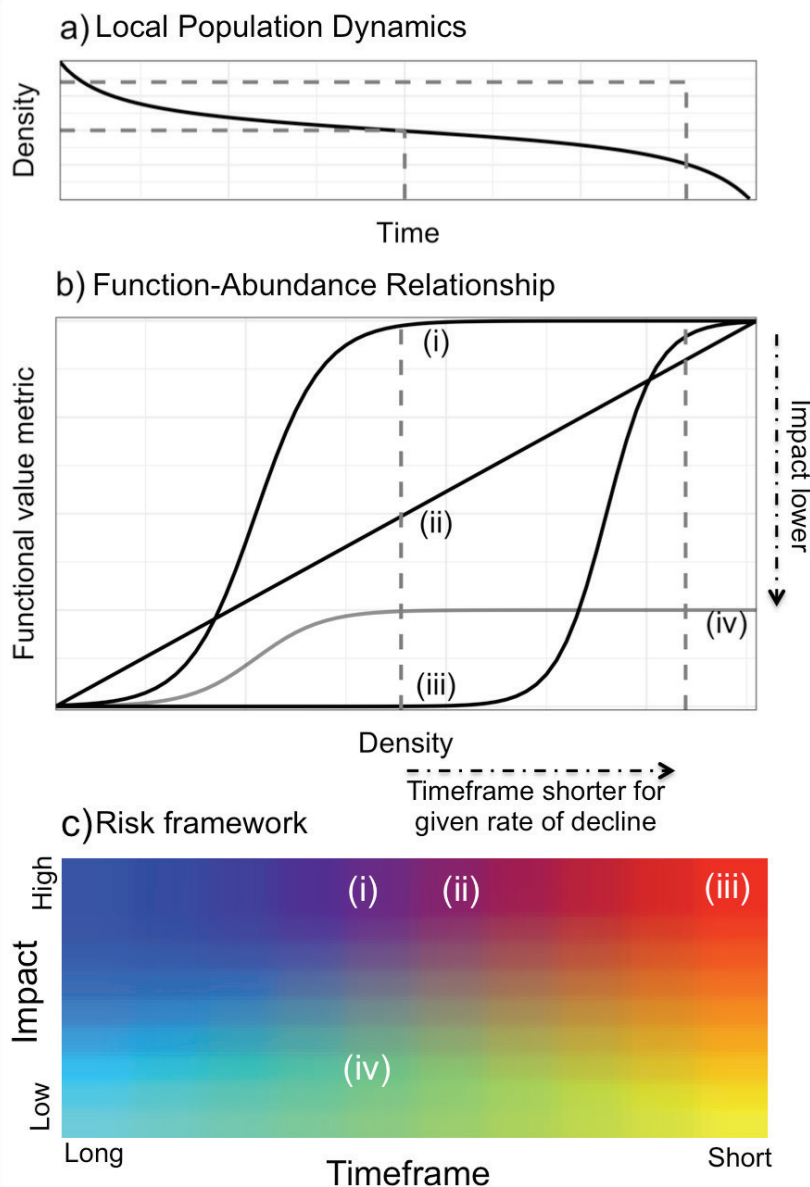 a) Local Population Dynamics
Density
Time
b) Function-Abundance Relationship
Functional value metric
(i)
(ii)
(iii)
(iv)
Impact lower
Density
Timeframe shorter for
given rate of decline
c) Risk framework
Impact
High
Low
(i)
(ii)
(iii)
(iv)
Long
Short
Timeframe